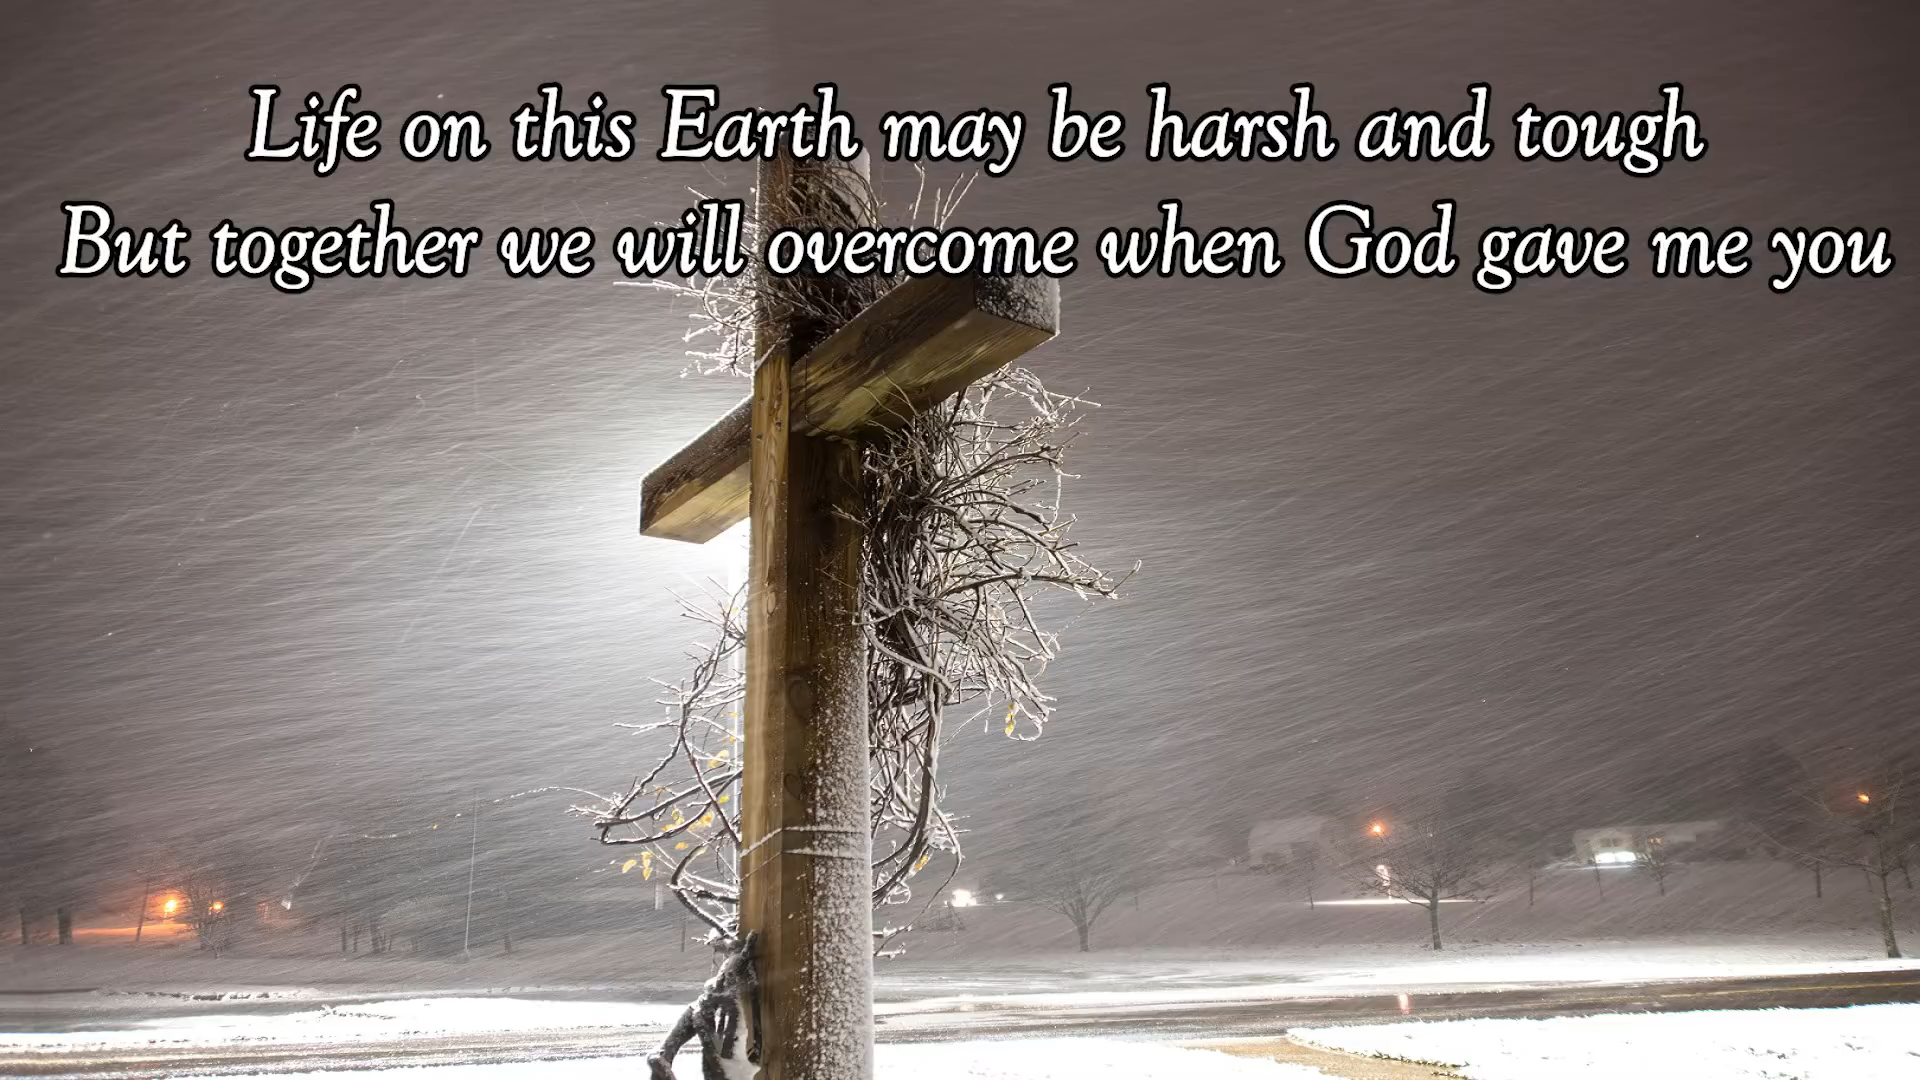 Life on this Earth may be harsh and tough
But together we will overcome when God gave me you